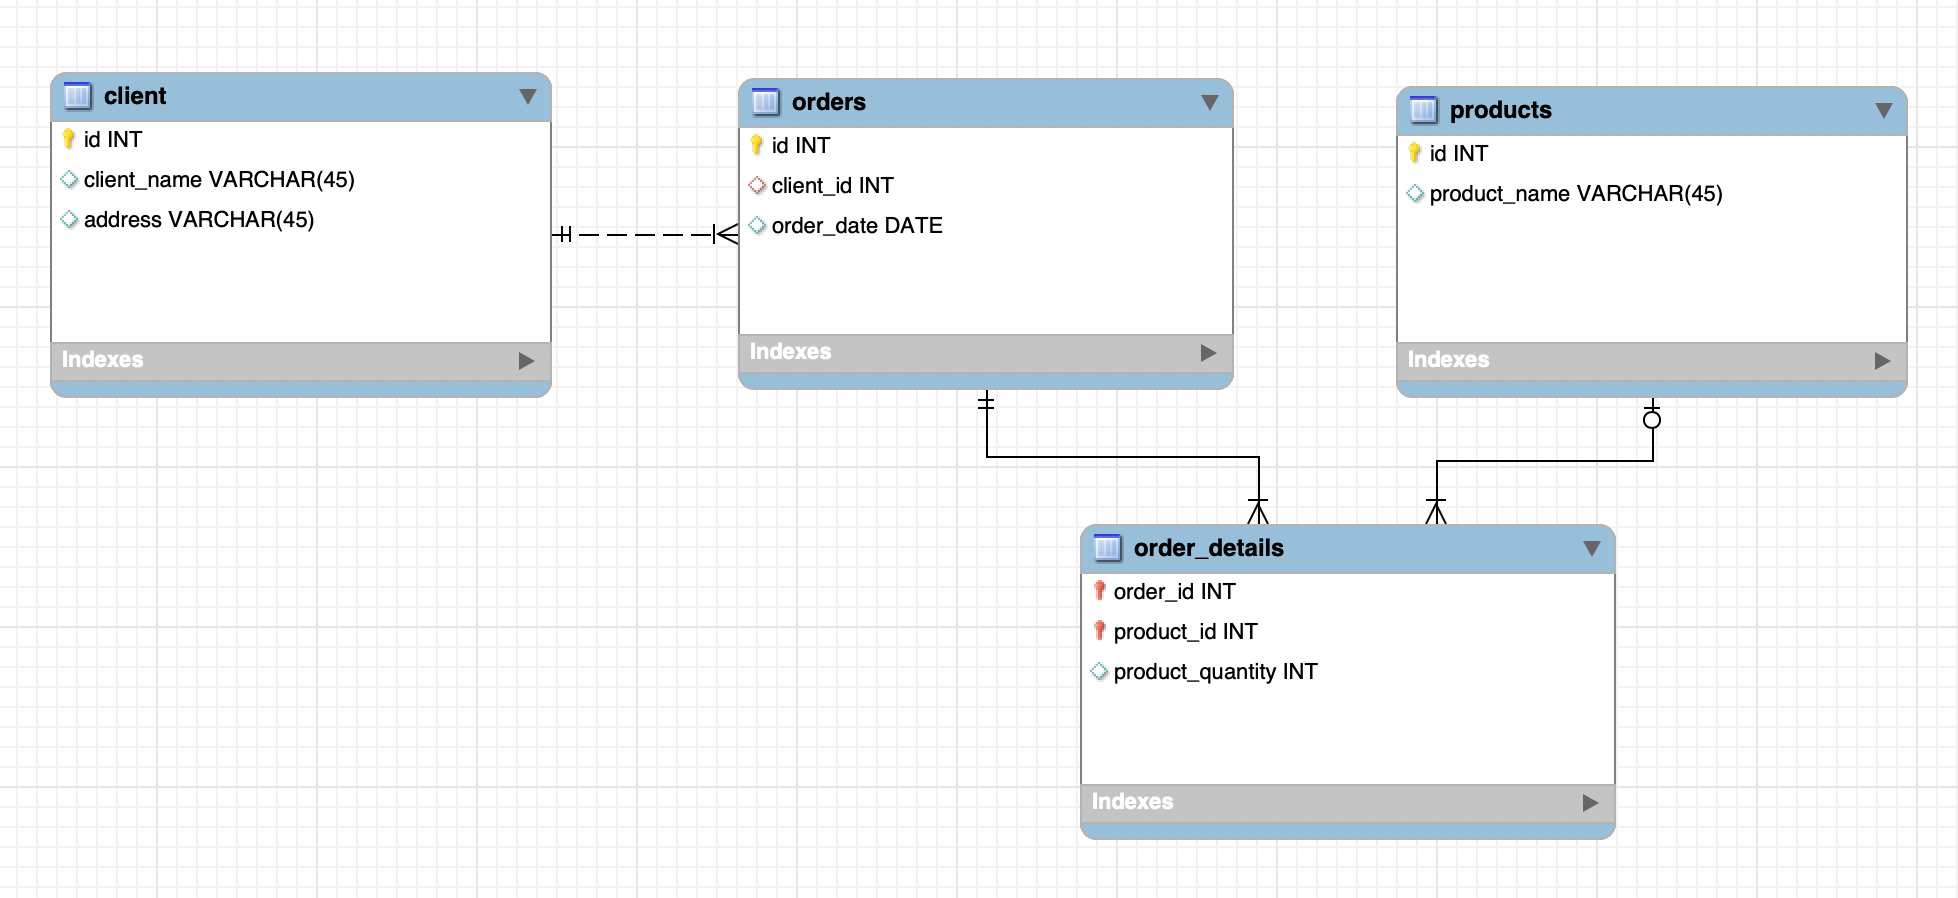 client
id INT
client_name VARCHAR(45)
address VARCHAR(45)
Indexes
orders
id INT
client_id INT
order_date DATE
Indexes
products
id INT
product_name VARCHAR(45)
Indexes
order_details
order_id INT
product_id INT
product_quantity INT
Indexes